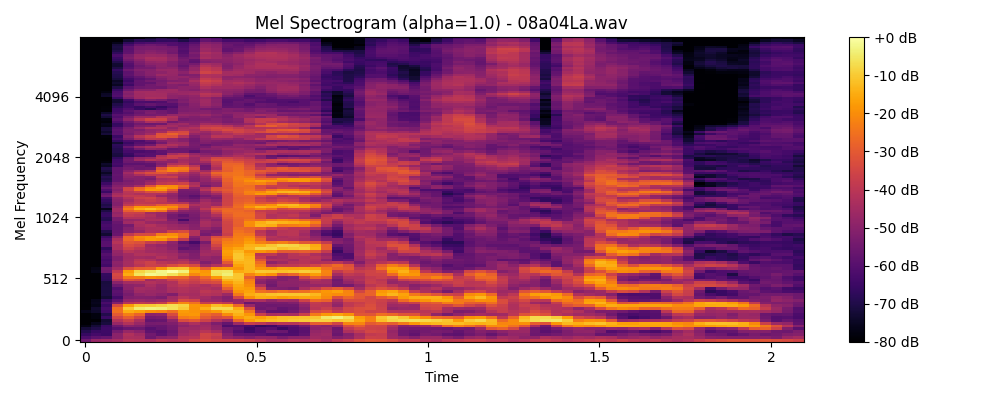 Mel Spectrogram (alpha=1.0) - 08a04La.wav
Mel Frequency
4096
2048
1024
512
0
0
0.5
1
1.5
2
Time
+0 dB
-10 dB
-20 dB
-30 dB
-40 dB
-50 dB
-60 dB
-70 dB
-80 dB